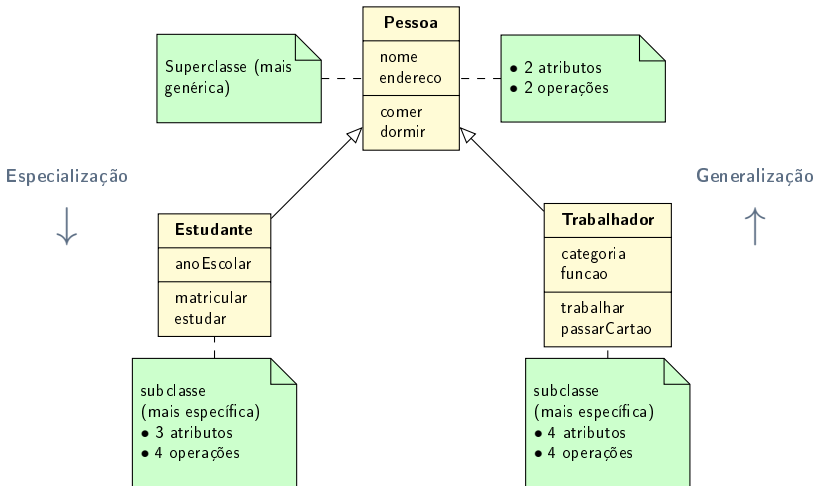 Pessoa
nome
endereco
comer
dormir
Superclasse (mais
genérica)
● 2 atributos
● 2 operações
Especialização
Generalização
Estudante
anoEscolar
matricular
estudar
Trabalhador
categoria
funcao
trabalhar
passarCartao
subclasse
(mais específica)
● 3 atributos
● 4 operações
subclasse
(mais específica)
● 4 atributos
● 4 operações